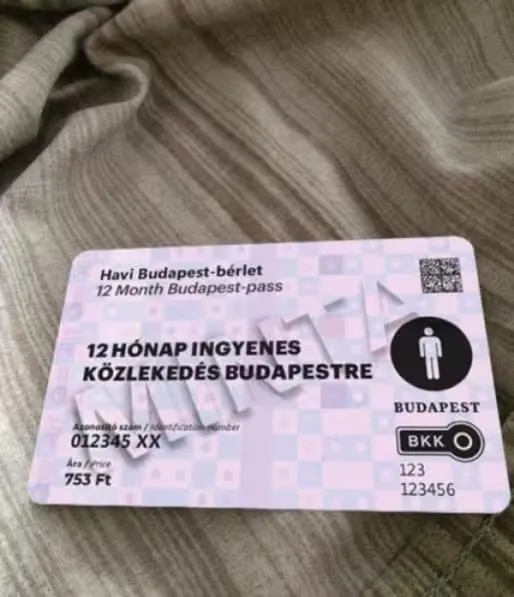 Havi Budapest-bérlet
12 Month Budapest-pass
MINTA
12 HÓNAP INGYENES
KÖZLEKEDÉS BUDAPESTRE
Azonosító szám / Identification number
012345 XX
Ára / Price
753 Ft
BUDAPEST
BKK
123
123456